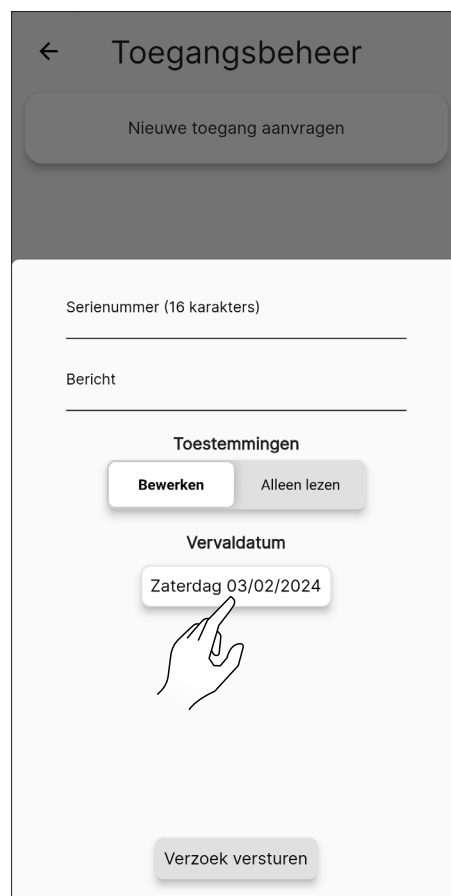 Toegangsbeheer
Nieuwe toegang aanvragen
Serienummer (16 karakters)
Bericht
Toestemmingen
Bewerken Alleen lezen
Vervaldatum
Zaterdag 03/02/2024
Verzoek versturen